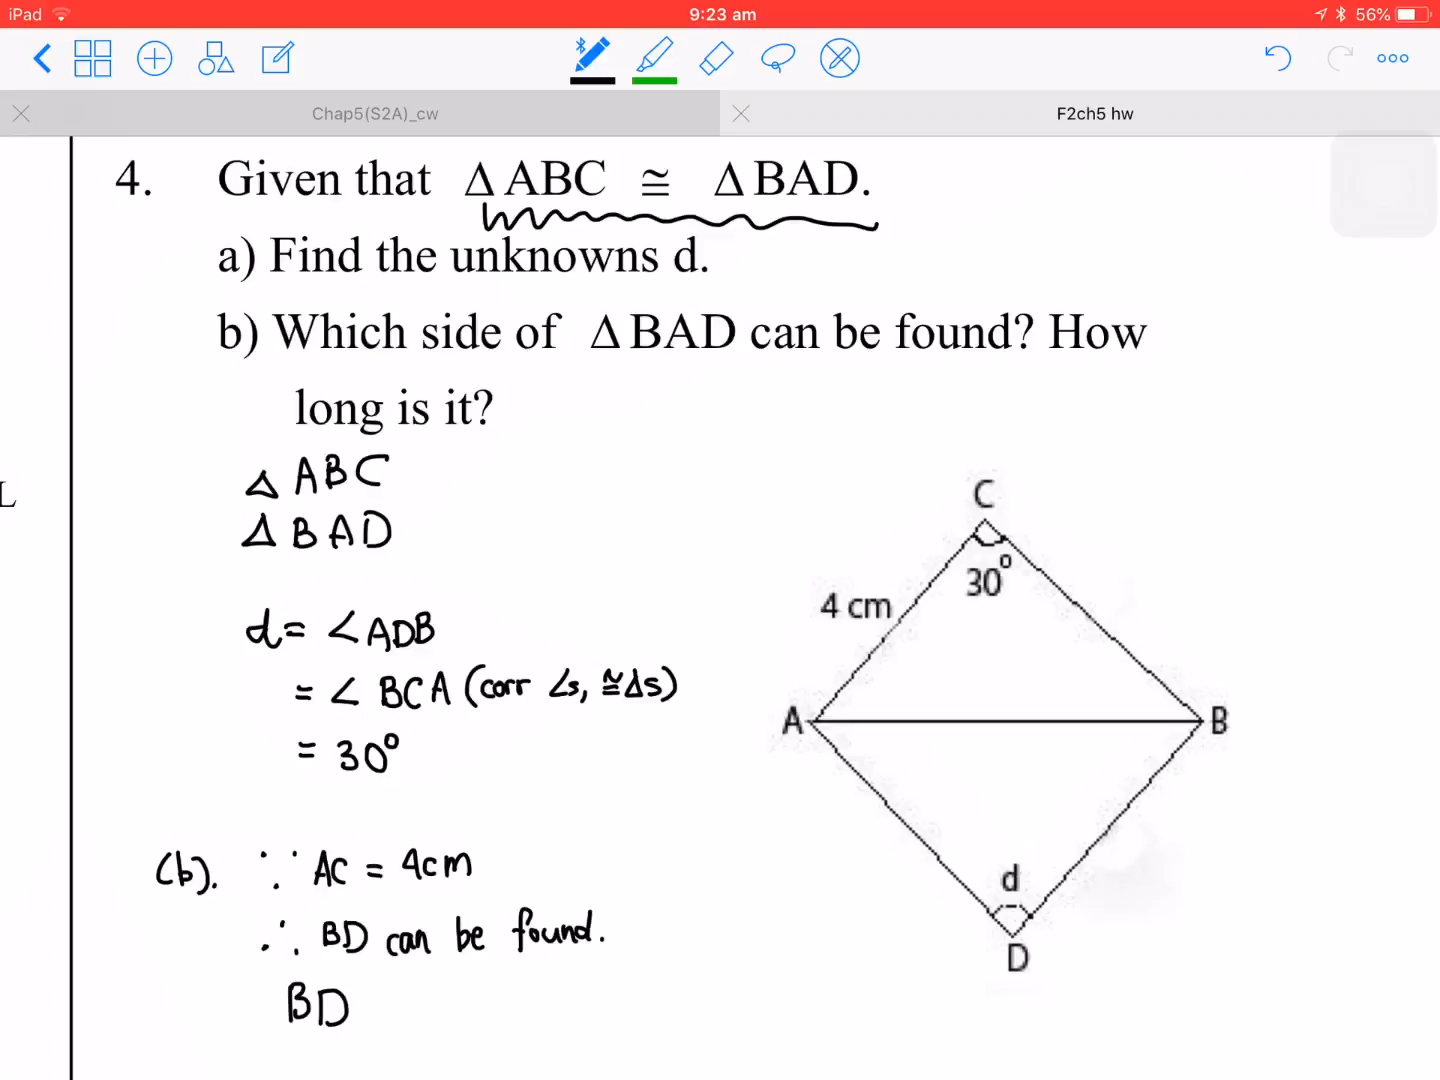 iPad 9:23 am 56%
Chap5(S2A)_cw F2ch5 hw
4. Given that Δ ABC ≅ Δ BAD.
a) Find the unknowns d.
b) Which side of Δ BAD can be found? How
long is it?
L
Δ ABC
Δ BAD
d = ∠ADB
= ∠ BCA (corr ∠s, ≅Δs)
= 30°
(b). ∵ AC = 4cm
∴ BD can be found.
BD
C
30°
4 cm
A B
d
D